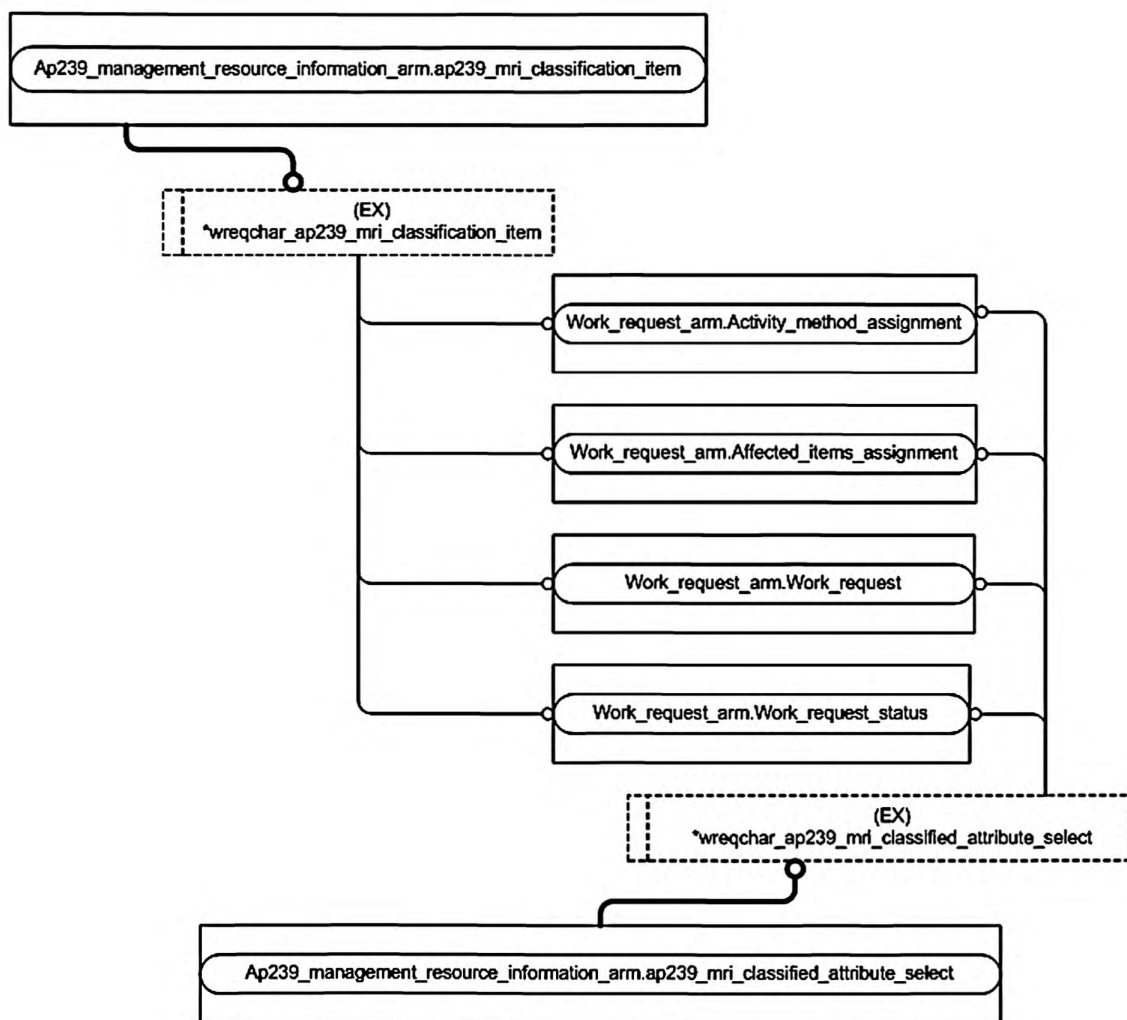 Ap239_management_resource_information_arm.ap239_mri_classification_item
(EX)
*wreqchar_ap239_mri_classification_item
Work_request_arm.Activity_method_assignment
Work_request_arm.Affected_items_assignment
Work_request_arm.Work_request
Work_request_arm.Work_request_status
(EX)
*wreqchar_ap239_mri_classified_attribute_select
Ap239_management_resource_information_arm.ap239_mri_classified_attribute_select